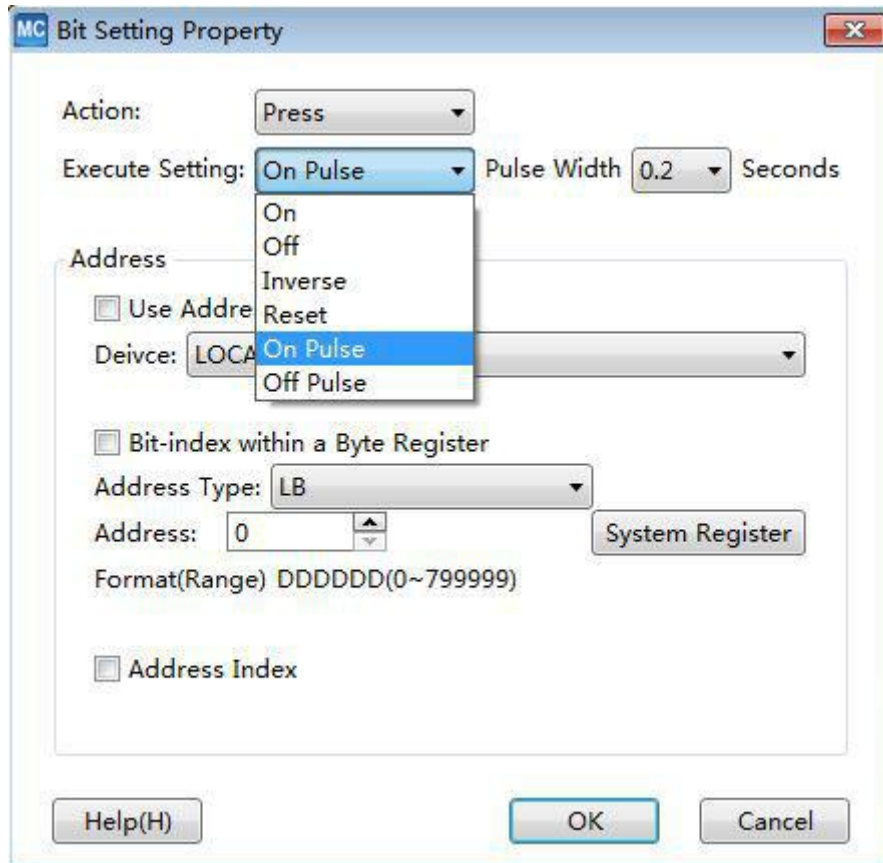 MC Bit Setting Property
Action: Press
Execute Setting: On Pulse Pulse Width 0.2 Seconds
On
Off
Address
Inverse
Use Addre
Reset
Deivce: LOCA
On Pulse
Off Pulse
Bit-index within a Byte Register
Address Type: LB
Address: 0 System Register
Format(Range) DDDDDD(0~799999)
Address Index
Help(H) OK Cancel